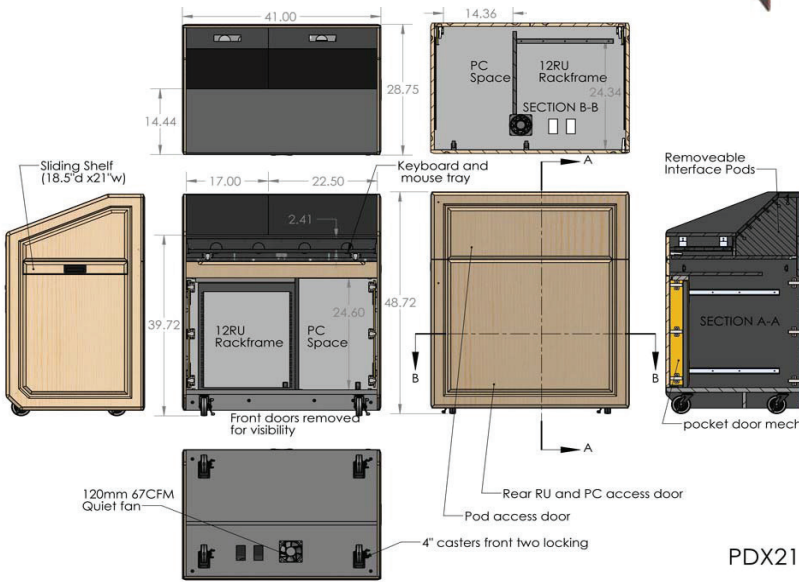 41.00
28.75
14.44
14.36
PC
Space
12RU
Rackframe
24.34
SECTION B-B
Sliding Shelf
(18.5"d x21"w)
17.00
22.50
Keyboard and
mouse tray
2.41
39.72
24.60
12RU
Rackframe
PC
Space
Front doors removed
for visibility
48.72
A
B
B
A
Removeable
Interface Pods
SECTION A-A
pocket door mech
120mm 67CFM
Quiet fan
4" casters front two locking
Rear RU and PC access door
Pod access door
PDX21